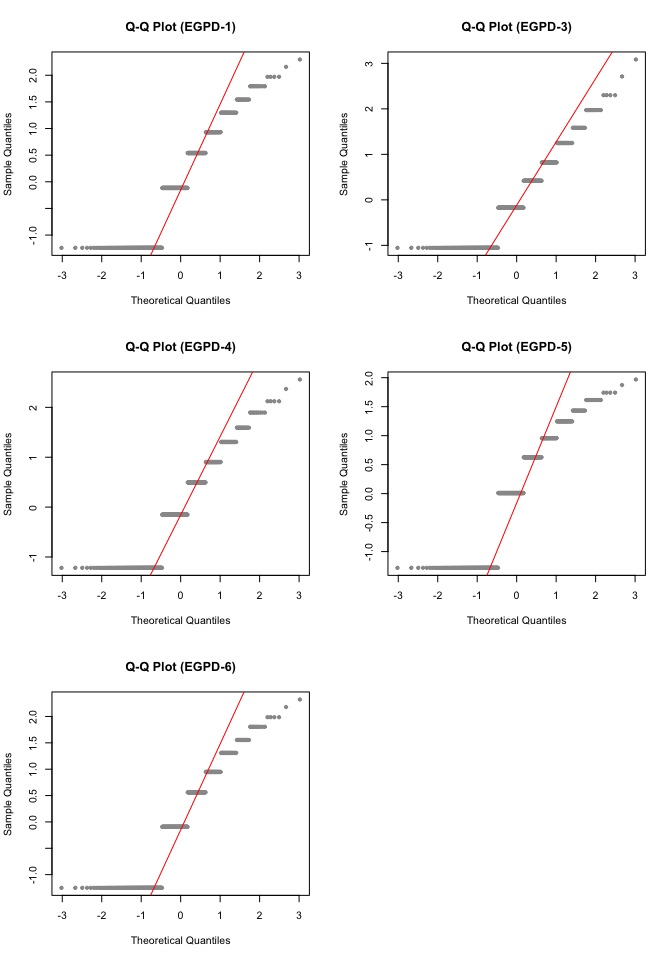 Q-Q Plot (EGPD-1)
Sample Quantiles
-1.0 0.0 0.5 1.0 1.5 2.0
-3 -2 -1 0 1 2 3
Theoretical Quantiles
Q-Q Plot (EGPD-3)
Sample Quantiles
-1 0 1 2 3
-3 -2 -1 0 1 2 3
Theoretical Quantiles
Q-Q Plot (EGPD-4)
Sample Quantiles
-1 0 1 2
-3 -2 -1 0 1 2 3
Theoretical Quantiles
Q-Q Plot (EGPD-5)
Sample Quantiles
-1.0 -0.5 0.0 0.5 1.0 1.5 2.0
-3 -2 -1 0 1 2 3
Theoretical Quantiles
Q-Q Plot (EGPD-6)
Sample Quantiles
-1.0 0.0 0.5 1.0 1.5 2.0
-3 -2 -1 0 1 2 3
Theoretical Quantiles